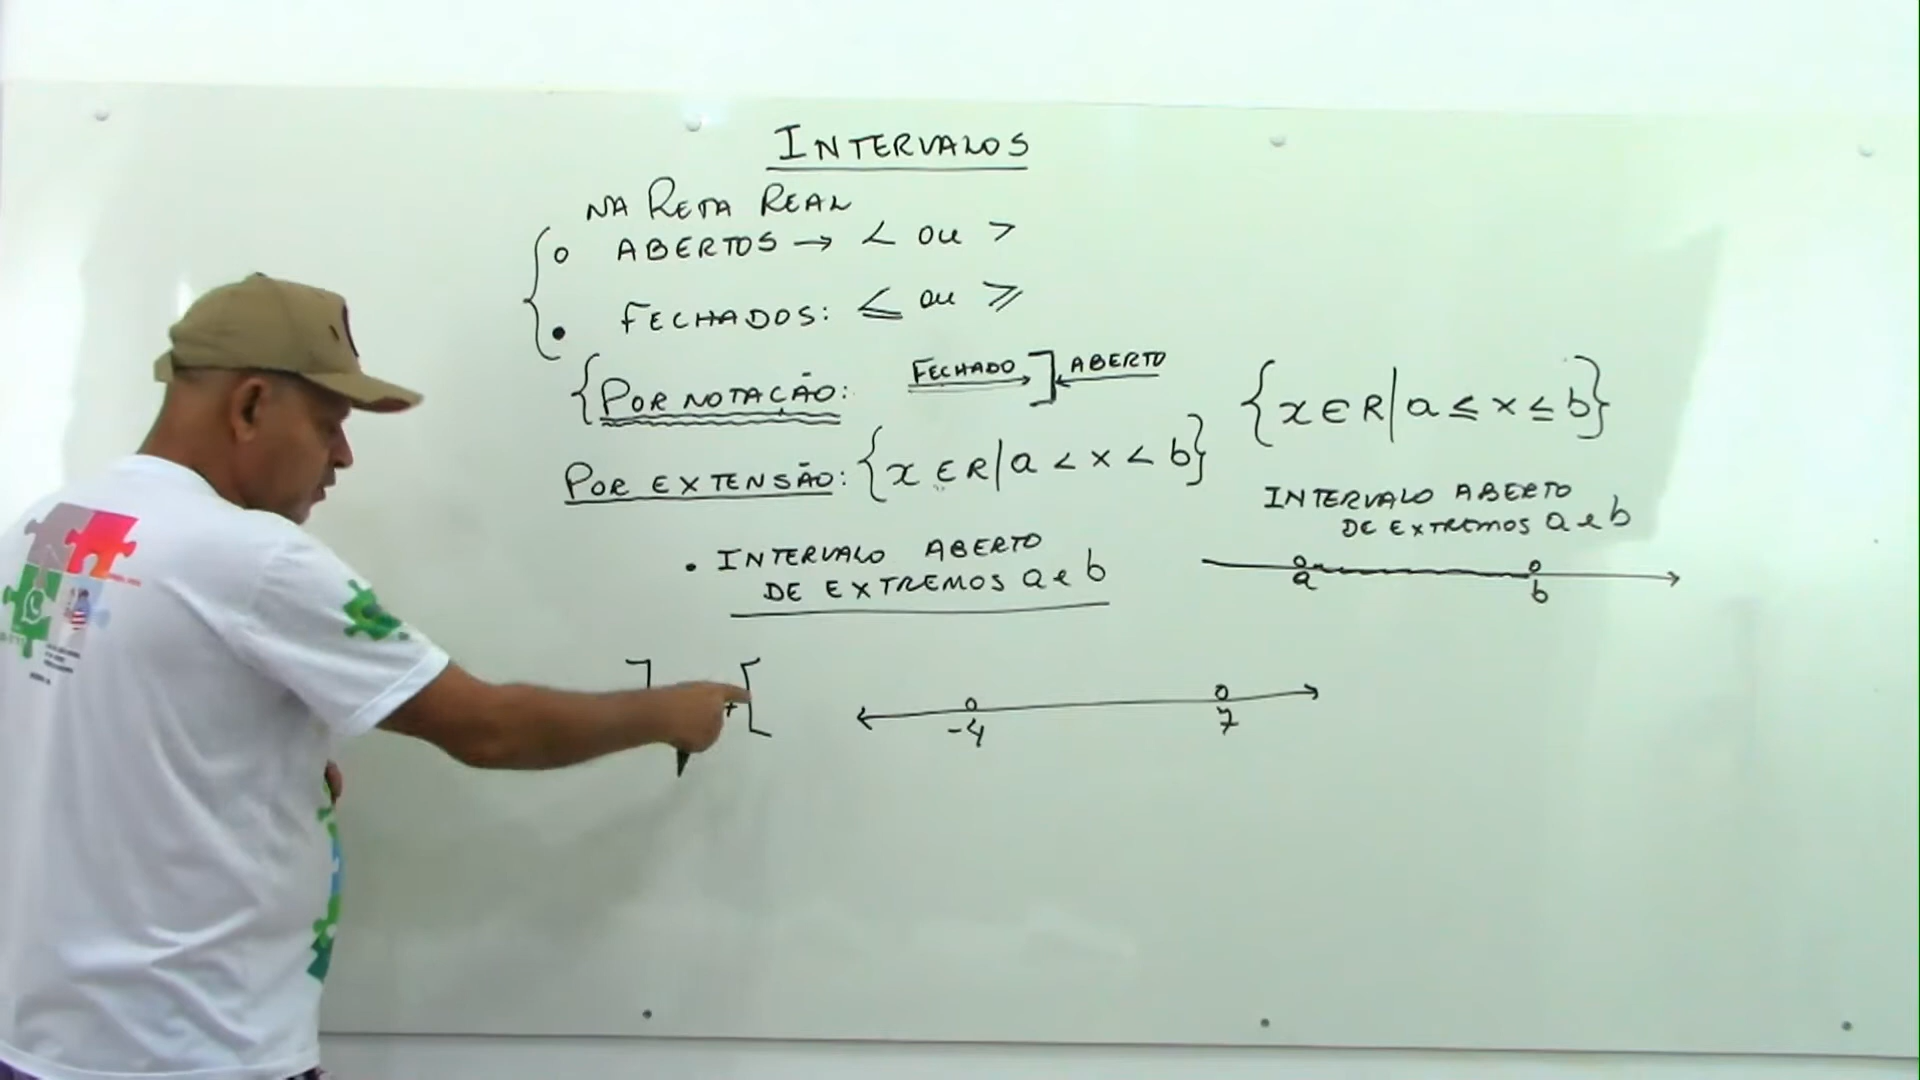 INTERVALOS
NA RETA REAL
o ABERTOS → < ou >
• FECHADOS: ≤ ou ≥
{POR NOTAÇÃO: FECHADO ] ABERTO
POR EXTENSÃO: {x ∈ R | a < x < b}
• INTERVALO ABERTO
DE EXTREMOS a e b
{x ∈ R | a ≤ x ≤ b}
INTERVALO ABERTO
DE EXTREMOS a e b
a b
] [
-4 7